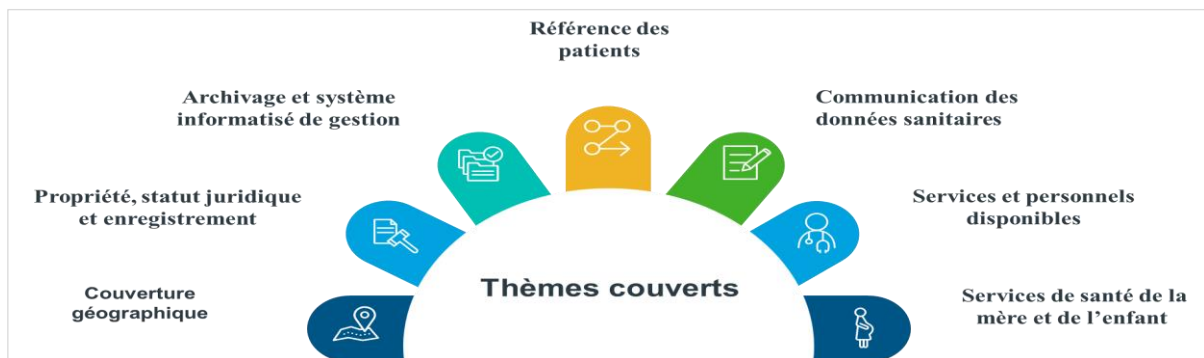 Référence des
patients
Archivage et système
informatisé de gestion
Communication des
données sanitaires
Propriété, statut juridique
et enregistrement
Services et personnels
disponibles
Couverture
géographique
Thèmes couverts
Services de santé de la
mère et de l’enfant